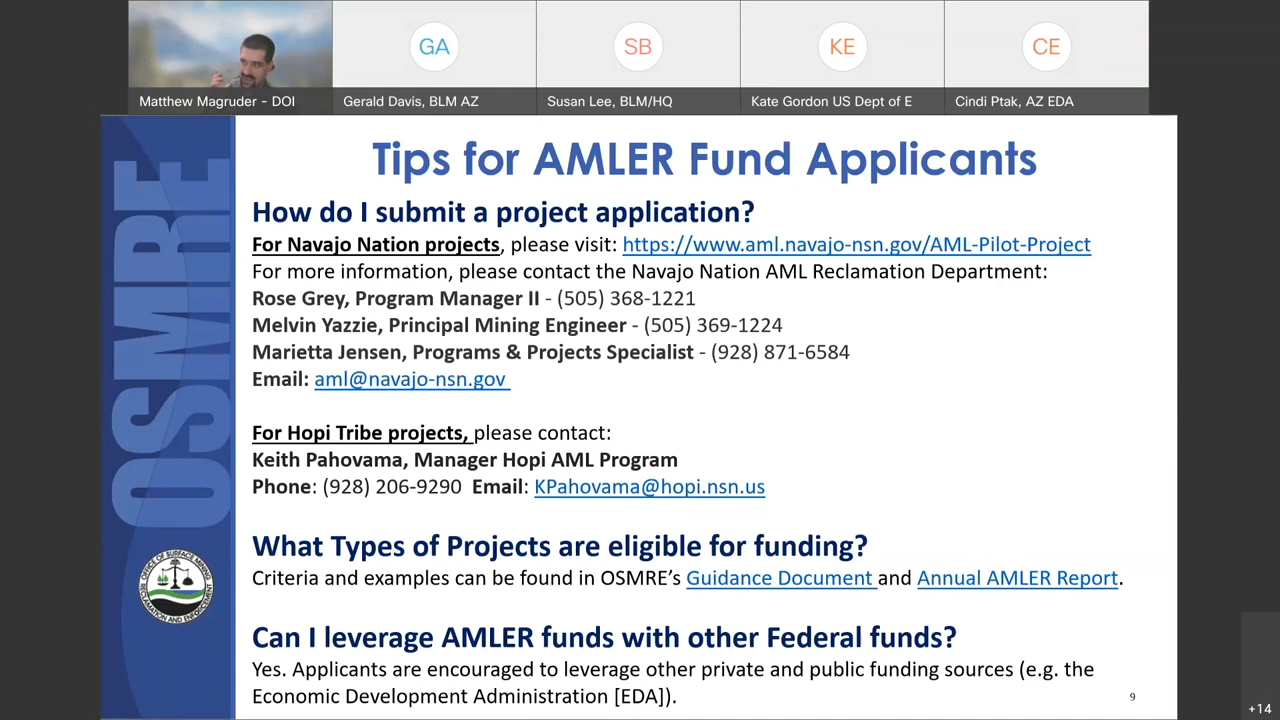 GA
SB
KE
CE
Matthew Magruder - DOI
Gerald Davis, BLM AZ
Susan Lee, BLM/HQ
Kate Gordon US Dept of E
Cindi Ptak, AZ EDA
OSMRE
Tips for AMLER Fund Applicants
How do I submit a project application?
For Navajo Nation projects, please visit: https://www.aml.navajo-nsn.gov/AML-Pilot-Project
For more information, please contact the Navajo Nation AML Reclamation Department:
Rose Grey, Program Manager II - (505) 368-1221
Melvin Yazzie, Principal Mining Engineer - (505) 369-1224
Marietta Jensen, Programs & Projects Specialist - (928) 871-6584
Email: aml@navajo-nsn.gov
For Hopi Tribe projects, please contact:
Keith Pahovama, Manager Hopi AML Program
Phone: (928) 206-9290 Email: KPahovama@hopi.nsn.us
What Types of Projects are eligible for funding?
Criteria and examples can be found in OSMRE's Guidance Document and Annual AMLER Report.
Can I leverage AMLER funds with other Federal funds?
Yes. Applicants are encouraged to leverage other private and public funding sources (e.g. the
Economic Development Administration [EDA]).
OFFICE OF SURFACE MINING
RECLAMATION AND ENFORCEMENT
9
+14